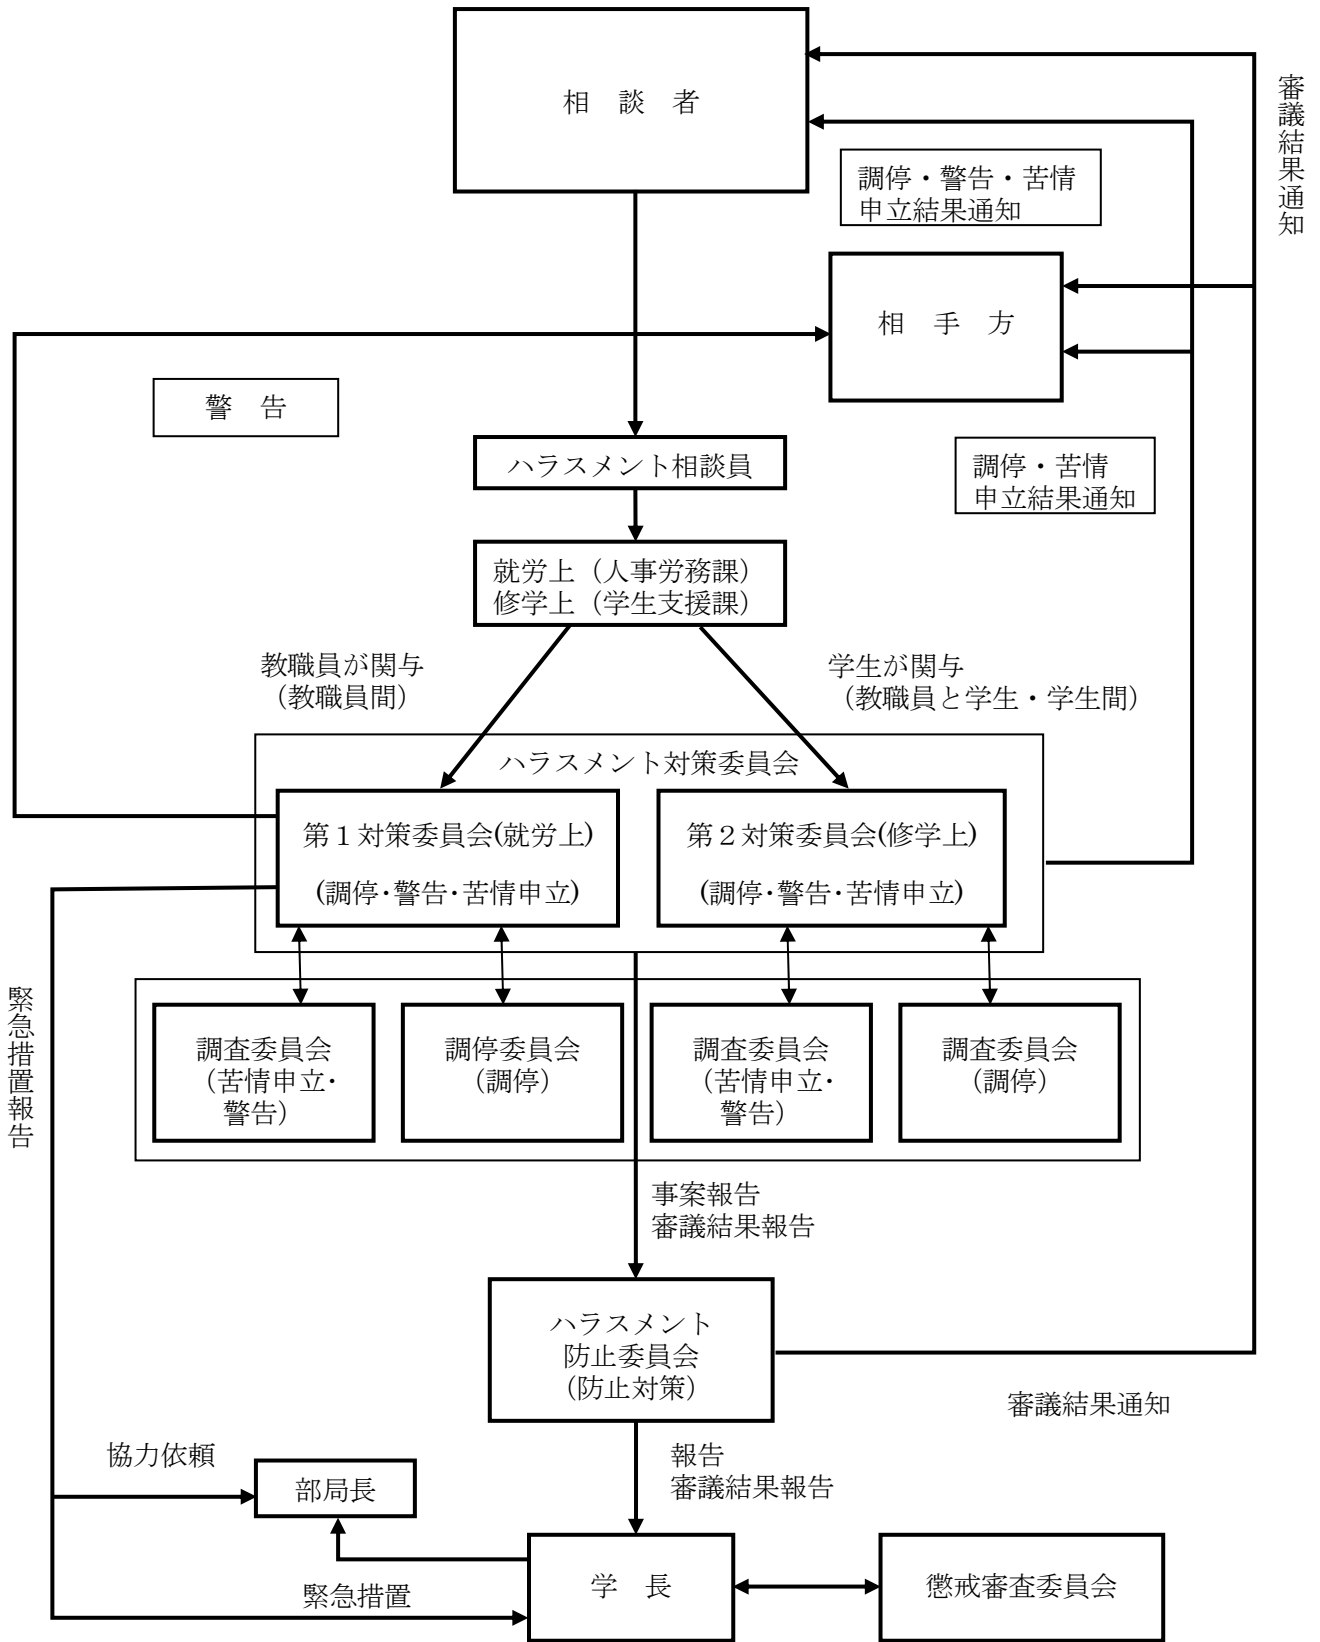 相　談　者
審議結果通知
調停・警告・苦情
申立結果通知
相　手　方
警　告
ハラスメント相談員
調停・苦情
申立結果通知
就労上（人事労務課）
修学上（学生支援課）
教職員が関与
（教職員間）
学生が関与
（教職員と学生・学生間）
ハラスメント対策委員会
第１対策委員会(就労上)
(調停･警告･苦情申立)
第２対策委員会(修学上)
(調停･警告･苦情申立)
緊急措置報告
調査委員会
（苦情申立･
警告）
調停委員会
（調停）
調査委員会
（苦情申立･
警告）
調査委員会
（調停）
事案報告
審議結果報告
ハラスメント
防止委員会
（防止対策）
審議結果通知
協力依頼
部局長
報告
審議結果報告
緊急措置
学　長
懲戒審査委員会